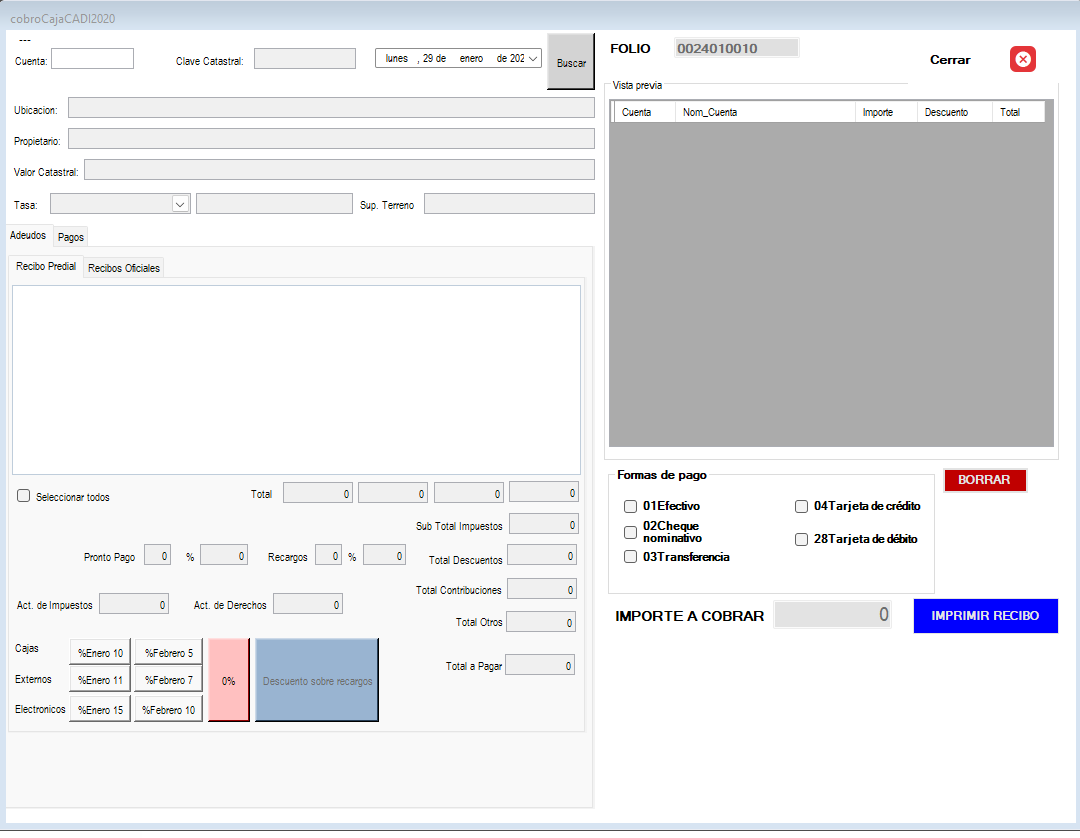 cobroCajaCADI2020
---
Cuenta:
Clave Catastral:
lunes , 29 de enero de 202
Buscar
Ubicacion:
Propietario:
Valor Catastral:
Tasa:
Sup. Terreno
Adeudos
Pagos
Recibo Predial
Recibos Oficiales
Seleccionar todos
Total
0
0
0
0
Sub Total Impuestos
0
Pronto Pago
0
%
0
Recargos
0
%
0
Total Descuentos
0
Act. de Impuestos
0
Act. de Derechos
0
Total Contribuciones
0
Total Otros
0
Total a Pagar
0
Cajas
%Enero 10
%Febrero 5
Externos
%Enero 11
%Febrero 7
Electronicos
%Enero 15
%Febrero 10
0%
Descuento sobre recargos
FOLIO
0024010010
Cerrar
Vista previa
Cuenta
Nom_Cuenta
Importe
Descuento
Total
Formas de pago
01Efectivo
02Cheque
nominativo
03Transferencia
04Tarjeta de crédito
28Tarjeta de débito
BORRAR
IMPORTE A COBRAR
0
IMPRIMIR RECIBO